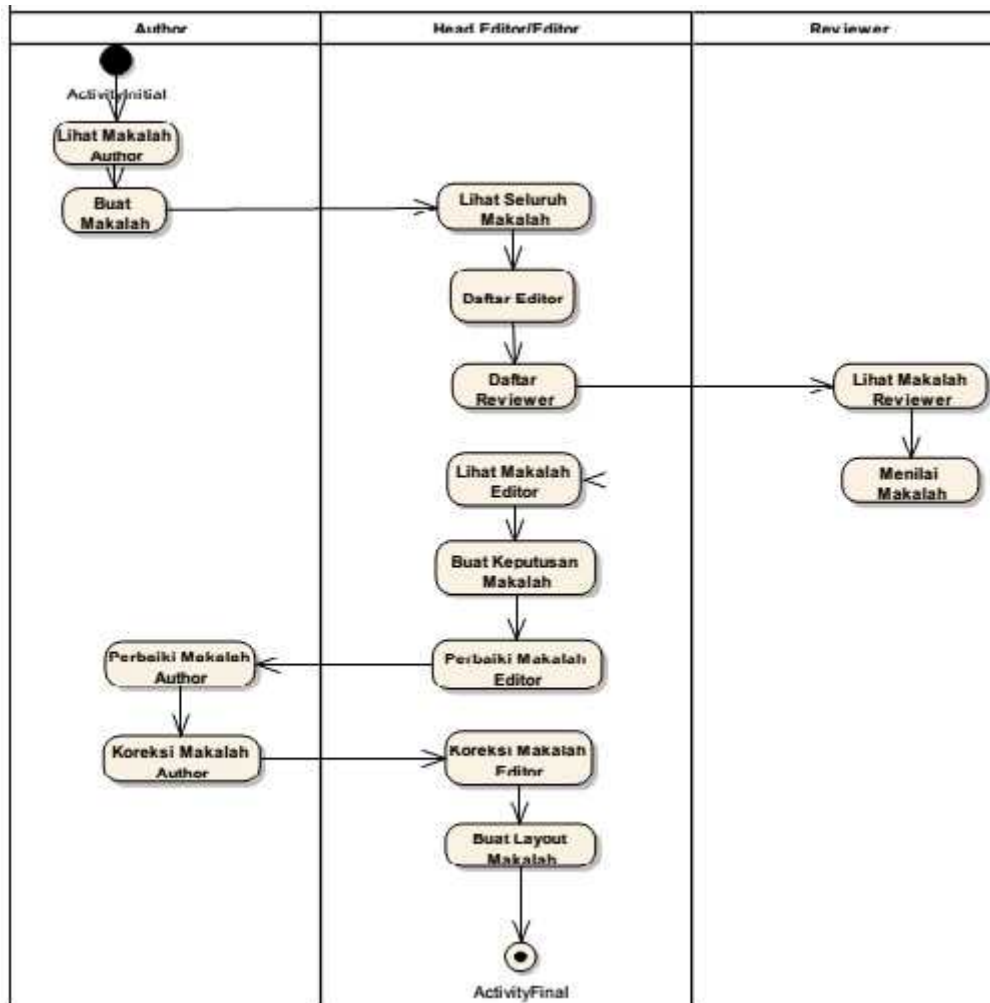 Author
Head Editor/Editor
Reviewer
ActivityInitial
Lihat Makalah
Author
Buat
Makalah
Lihat Seluruh
Makalah
Daftar Editor
Daftar
Reviewer
Lihat Makalah
Reviewer
Lihat Makalah
Editor
Menilai
Makalah
Buat Keputusan
Makalah
Perbaiki Makalah
Author
Perbaiki Makalah
Editor
Koreksi Makalah
Author
Koreksi Makalah
Editor
Buat Layout
Makalah
ActivityFinal